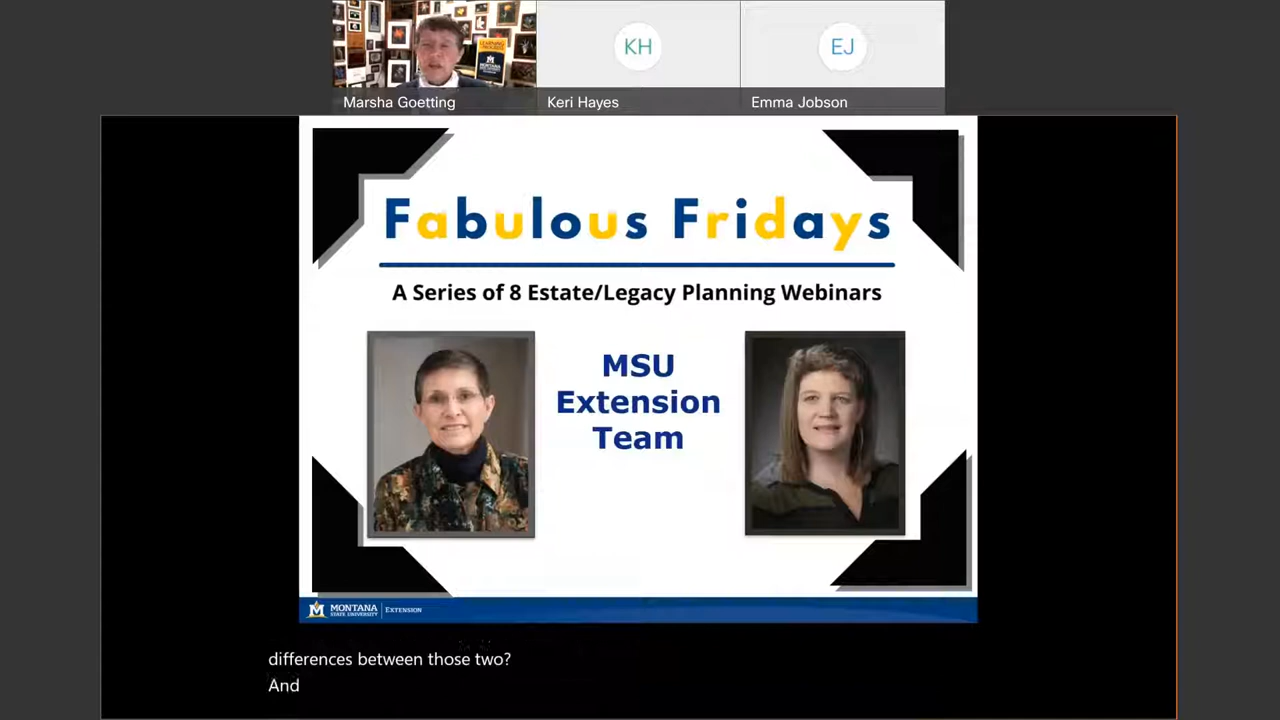 KH
EJ
Marsha Goetting
Keri Hayes
Emma Jobson
Fabulous Fridays
A Series of 8 Estate/Legacy Planning Webinars
MSU
Extension
Team
M MONTANA
STATE UNIVERSITY
EXTENSION
differences between those two?
And